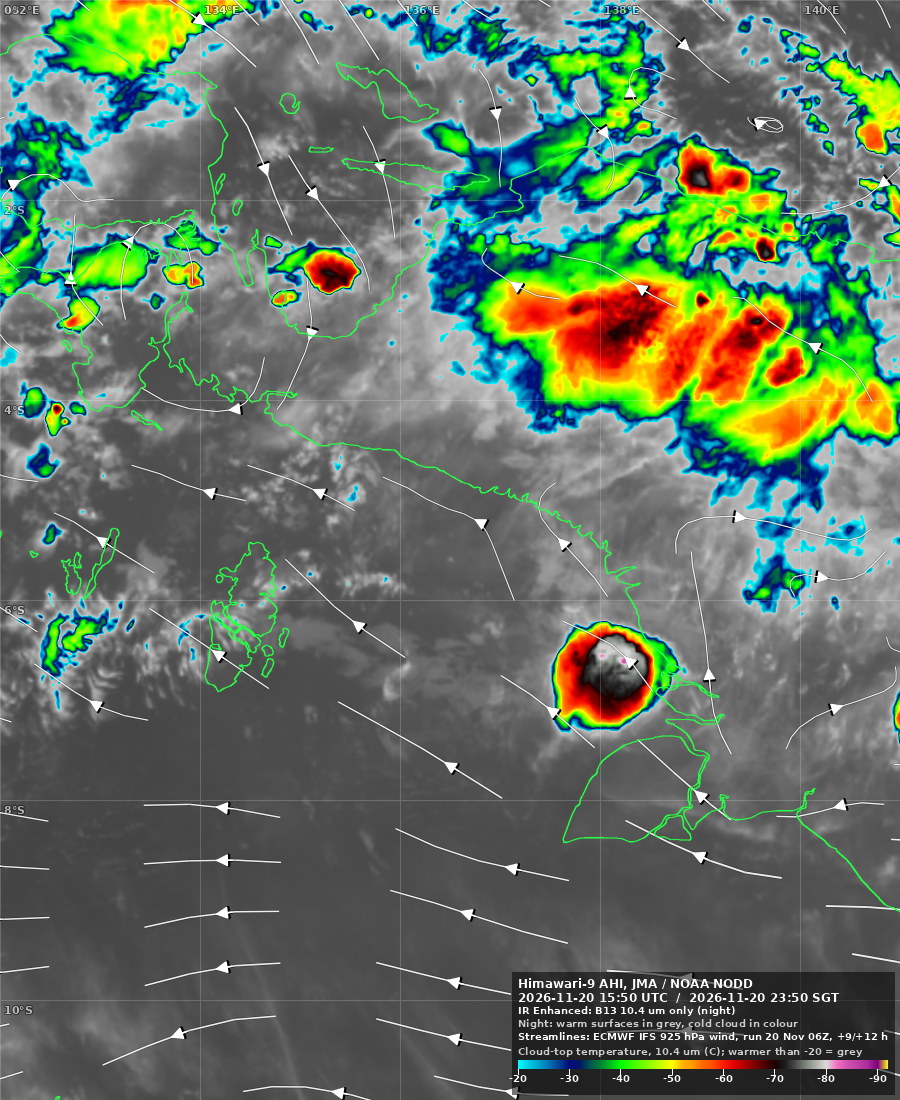 002°E 134°E 136°E 138°E 140°E
2°S
4°S
6°S
8°S
10°S
Himawari-9 AHI, JMA / NOAA NODD
2026-11-20 15:50 UTC / 2026-11-20 23:50 SGT
IR Enhanced: B13 10.4 um only (night)
Night: warm surfaces in grey, cold cloud in colour
Streamlines: ECMWF IFS 925 hPa wind, run 20 Nov 06Z, +9/+12 h
Cloud-top temperature, 10.4 um (C); warmer than -20 = grey
-20 -30 -40 -50 -60 -70 -80 -90